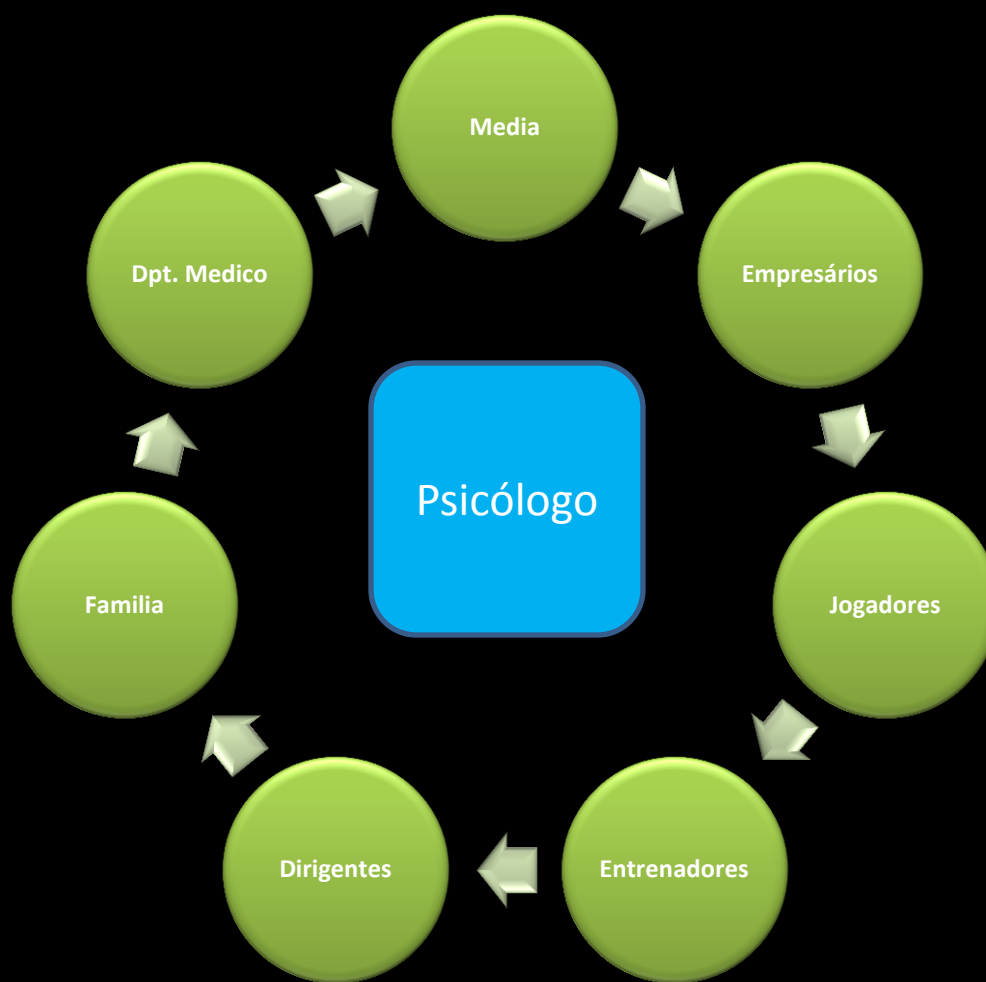 Media
Empresários
Jogadores
Entrenadores
Dirigentes
Familia
Dpt. Medico
Psicólogo